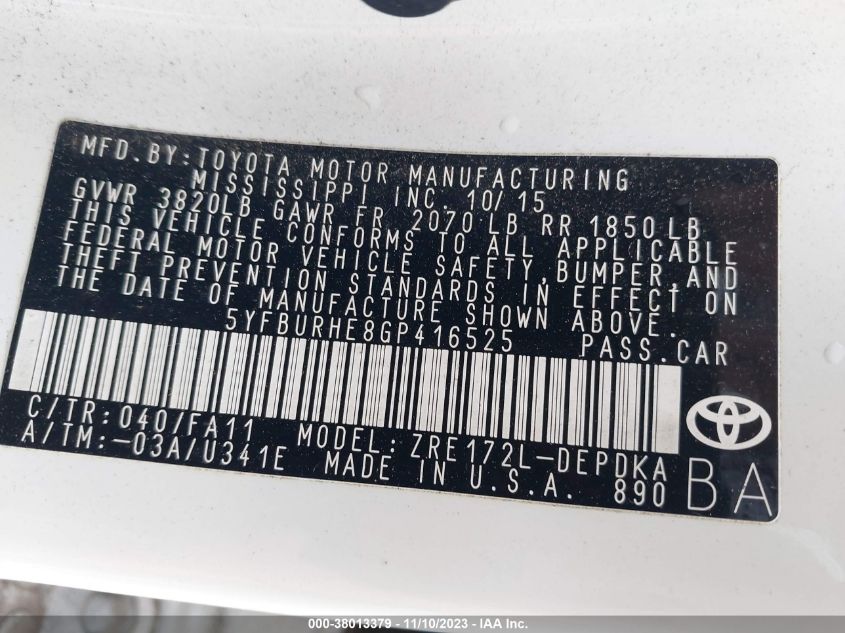 MFD.BY:TOYOTA MOTOR MANUFACTURING
MISSISSIPPI INC. 10/15
GVWR 3820LB GAWR FR 2070 LB RR 1850 LB
THIS VEHICLE CONFORMS TO ALL APPLICABLE
FEDERAL MOTOR VEHICLE SAFETY,BUMPER,AND
THEFT PREVENTION STANDARDS IN EFFECT ON
THE DATE OF MANUFACTURE SHOWN ABOVE.
5YFBURHE8GP416525 PASS.CAR
C/TR:040/FA11 MODEL:ZRE172L-DEPDKA
A/TM:-03A/U341E MADE IN U.S.A. 890
BA
000-38013379 — 11/10/2023 — IAA Inc.